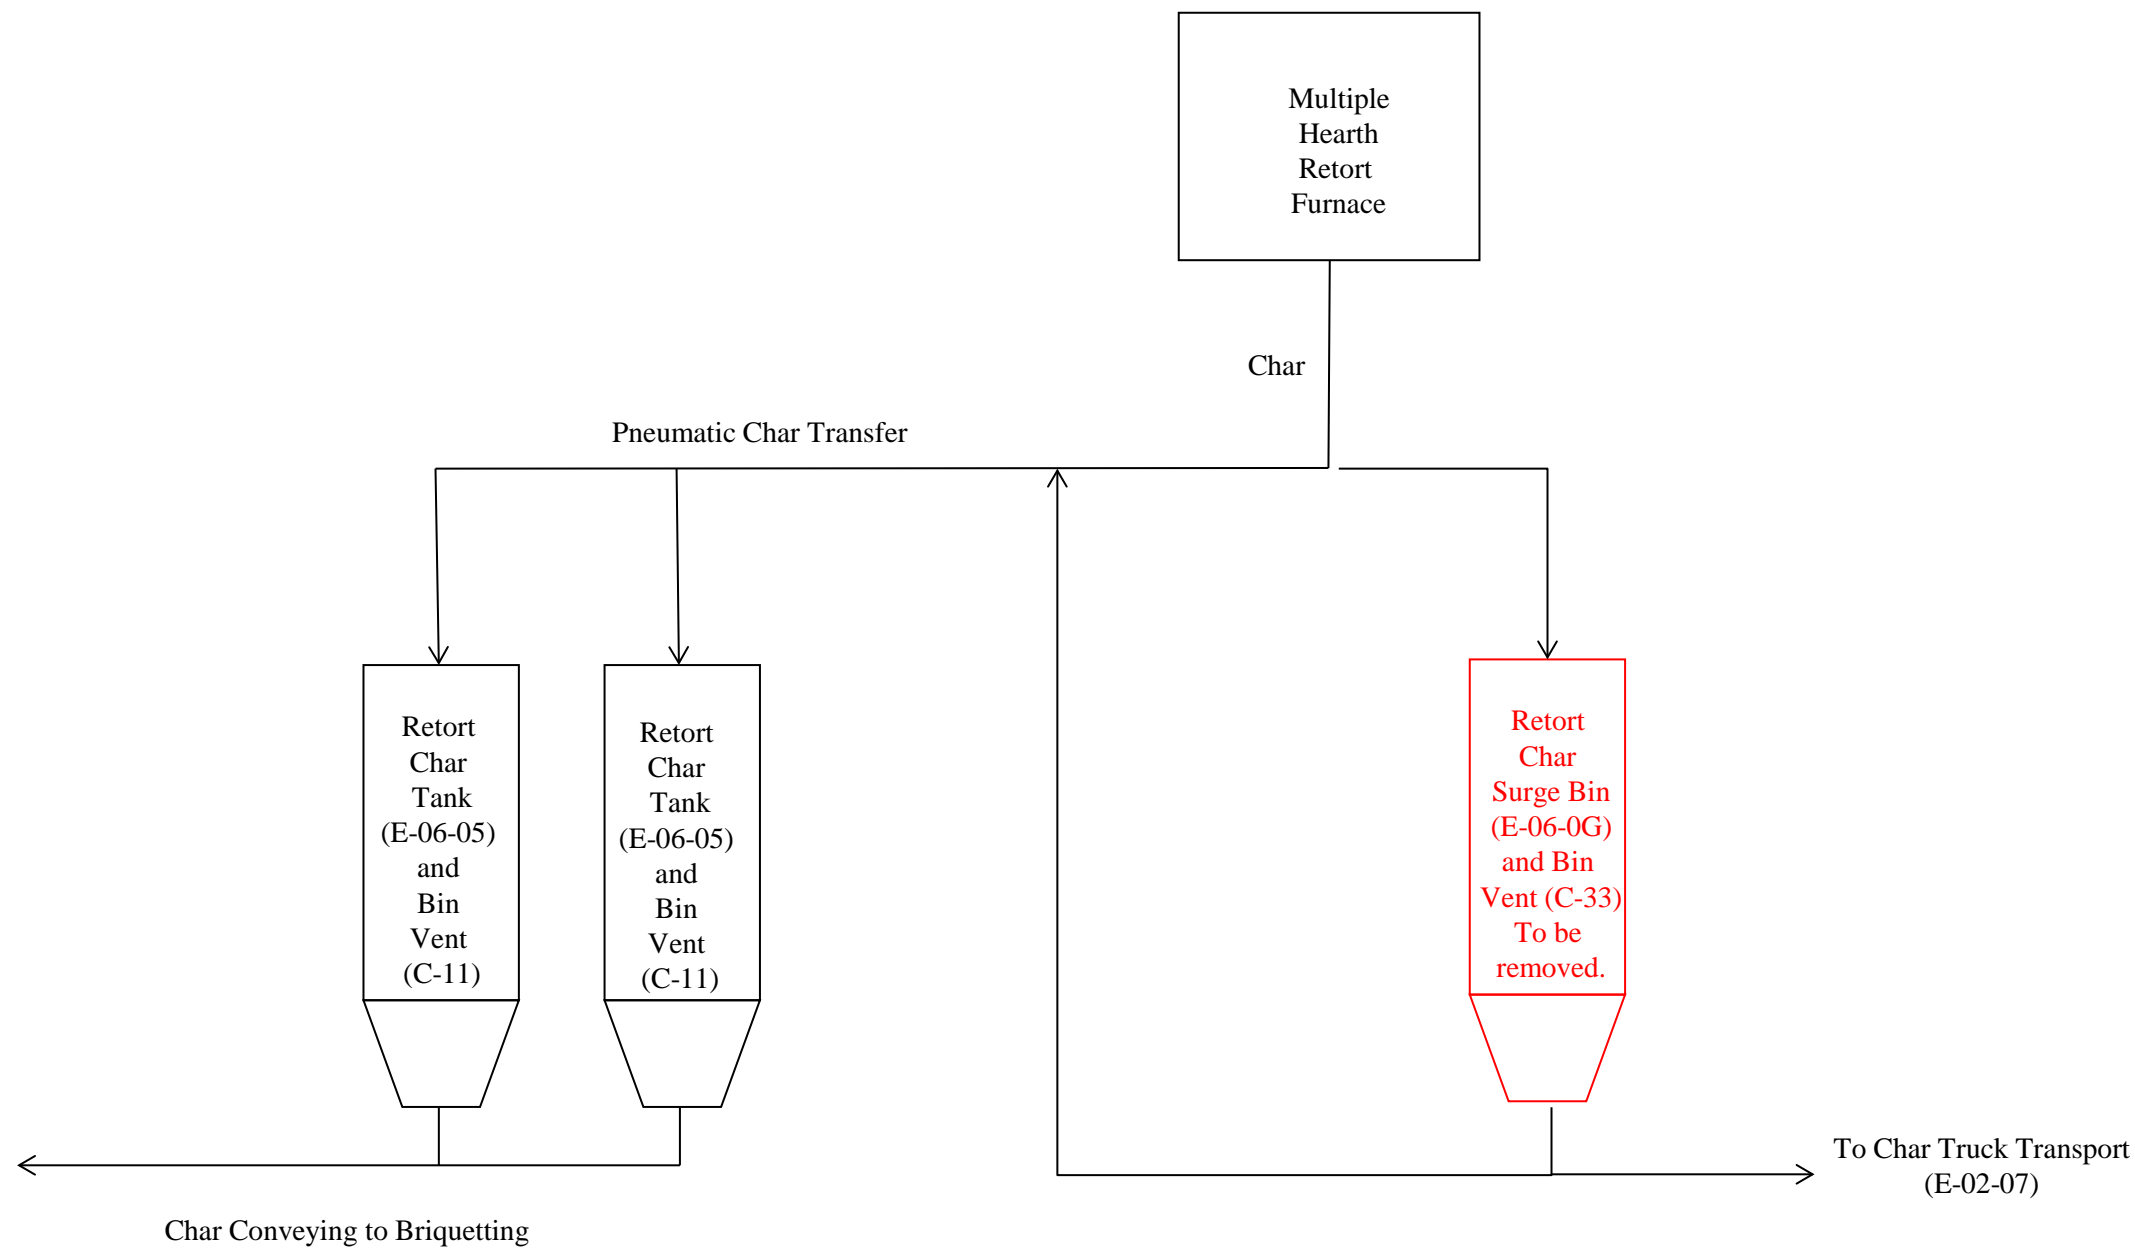 Multiple
Hearth
Retort
Furnace
Char
Pneumatic Char Transfer
Retort
Char
Tank
(E-06-05)
and
Bin
Vent
(C-11)
Retort
Char
Tank
(E-06-05)
and
Bin
Vent
(C-11)
Retort
Char
Surge Bin
(E-06-0G)
and Bin
Vent (C-33)
To be
removed.
To Char Truck Transport
(E-02-07)
Char Conveying to Briquetting